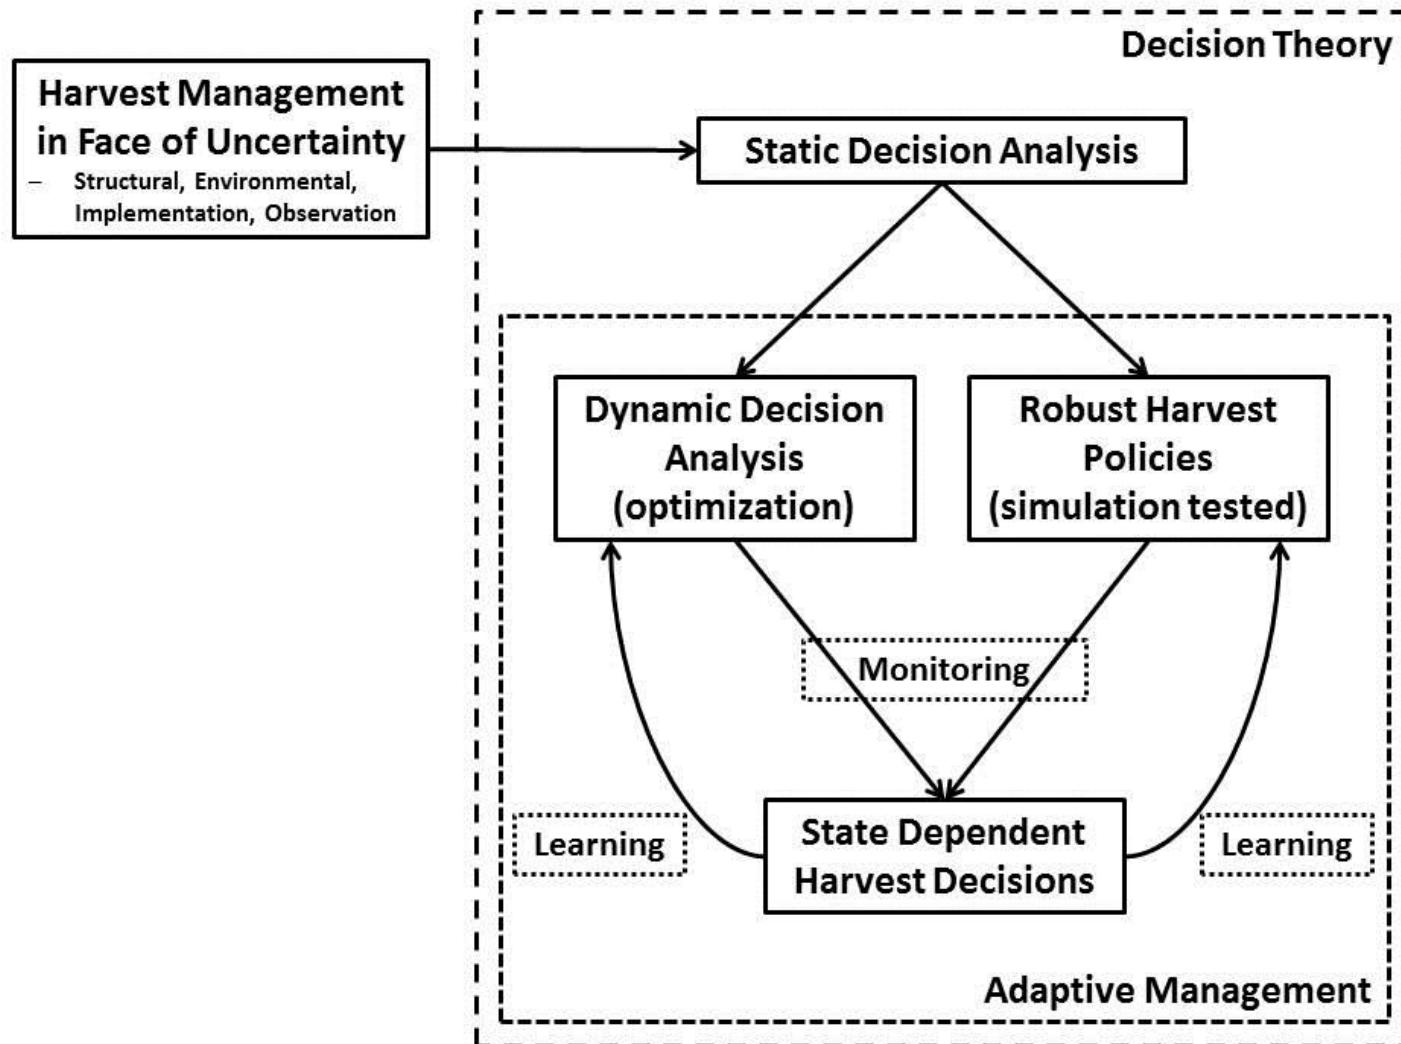 Decision Theory
Harvest Management
in Face of Uncertainty
– Structural, Environmental,
Implementation, Observation
Static Decision Analysis
Dynamic Decision
Analysis
(optimization)
Robust Harvest
Policies
(simulation tested)
Monitoring
Learning
State Dependent
Harvest Decisions
Learning
Adaptive Management